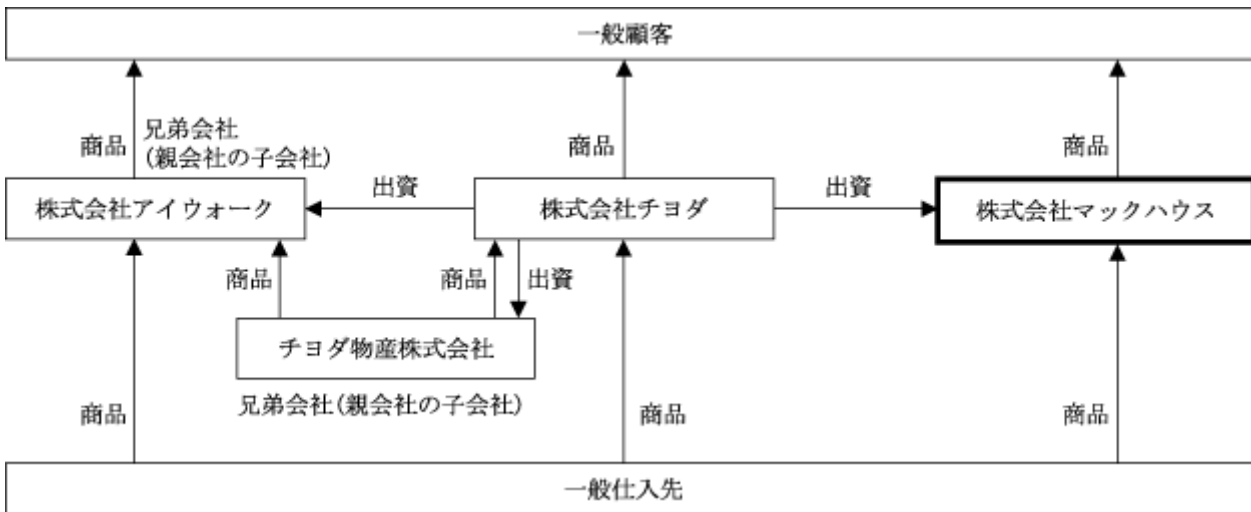 一般顧客
商品
兄弟会社
(親会社の子会社)
商品
商品
株式会社アイウォーク
出資
株式会社チヨダ
出資
株式会社マックハウス
商品
商品
出資
チヨダ物産株式会社
兄弟会社(親会社の子会社)
商品
商品
商品
一般仕入先